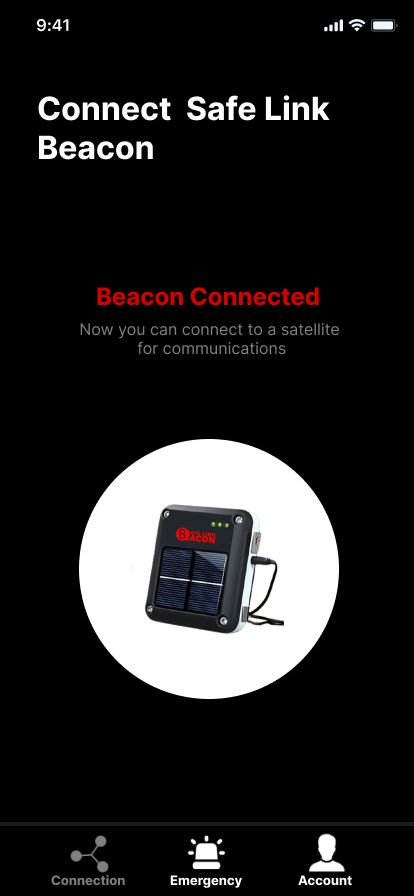 9:41
Connect  Safe Link
Beacon
Beacon Connected
Now you can connect to a satellite
for communications
BEACON
Connection
Emergency
Account